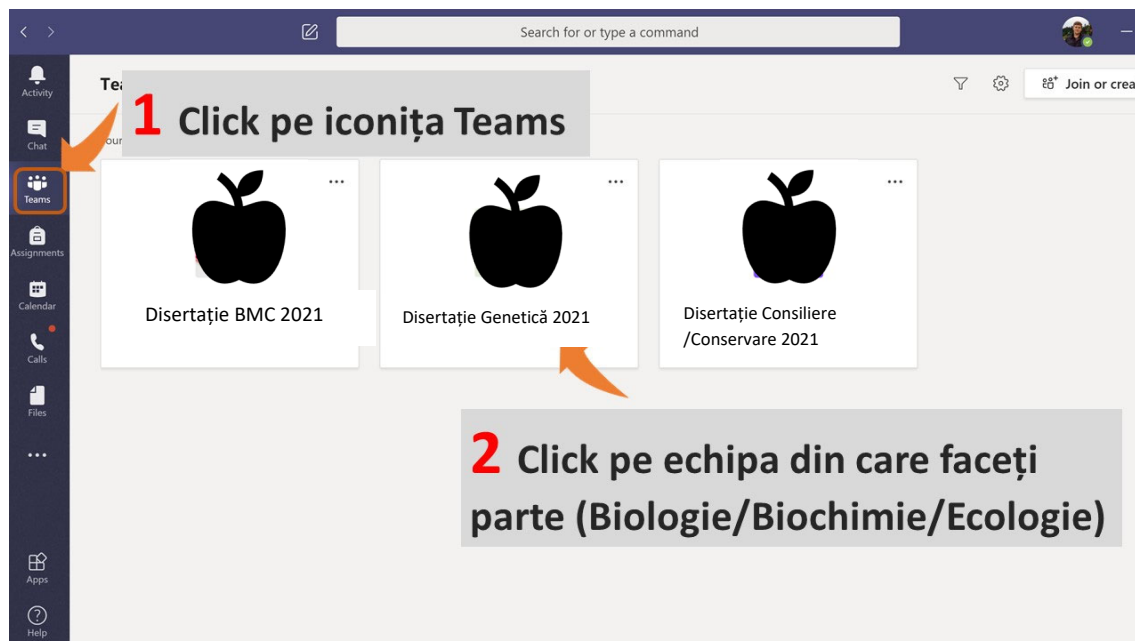 Search for or type a command
Activity
Chat
Teams
Assignments
Calendar
Calls
Files
Apps
Help
Join or crea
1 Click pe iconița Teams
Disertație BMC 2021
Disertație Genetică 2021
Disertație Consiliere
/Conservare 2021
2 Click pe echipa din care faceți
parte (Biologie/Biochimie/Ecologie)